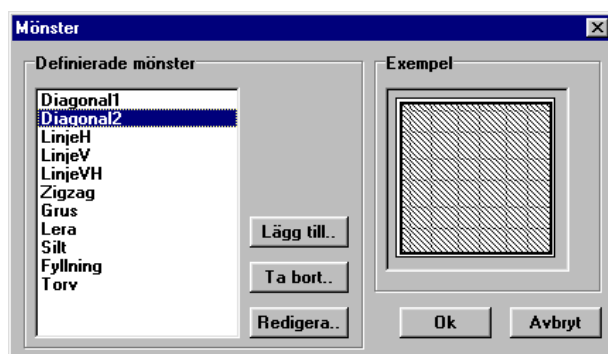 Mönster
Definierade mönster
Diagonal1
Diagonal2
LinjeH
LinjeV
LinjeVH
Zigzag
Grus
Lera
Silt
Fyllning
Torv
Lägg till..
Ta bort..
Redigera..
Exempel
Ok
Avbryt